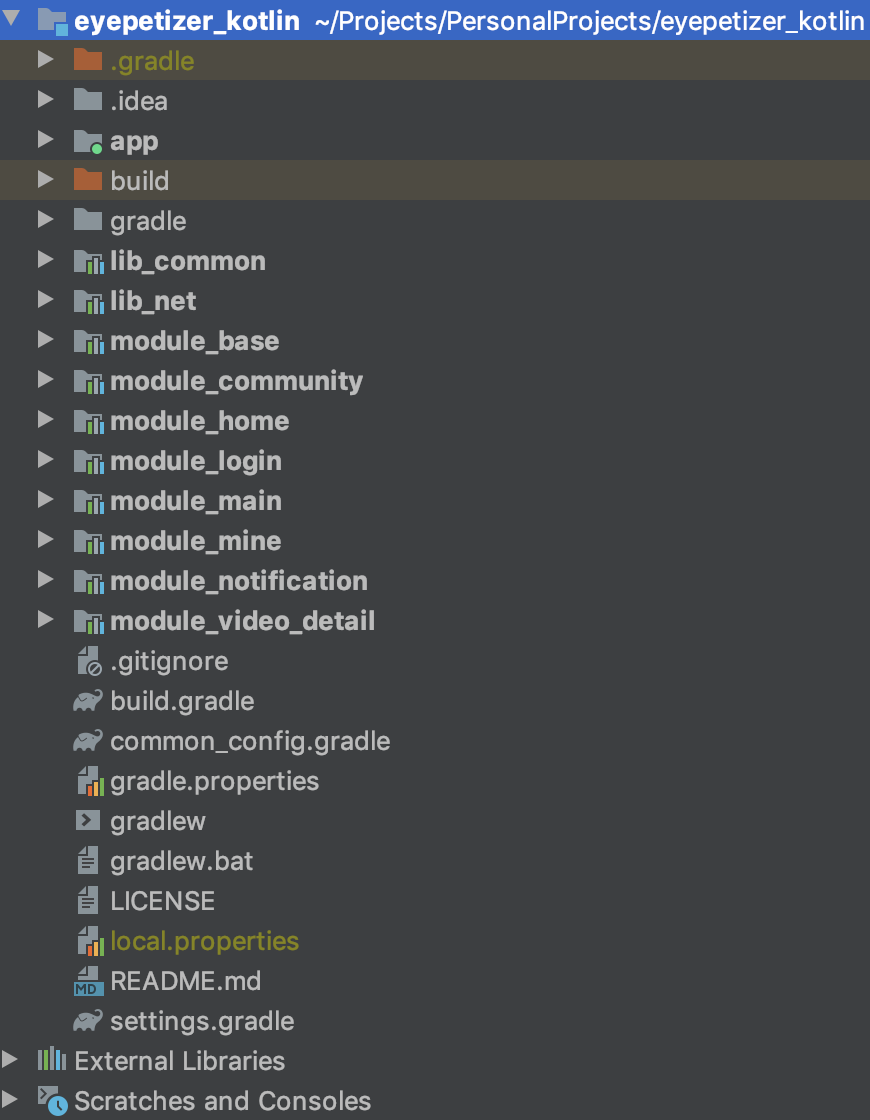 eyepetizer_kotlin ~/Projects/PersonalProjects/eyepetizer_kotlin
.gradle
.idea
app
build
gradle
lib_common
lib_net
module_base
module_community
module_home
module_login
module_main
module_mine
module_notification
module_video_detail
.gitignore
build.gradle
common_config.gradle
gradle.properties
gradlew
gradlew.bat
LICENSE
local.properties
MD README.md
settings.gradle
External Libraries
Scratches and Consoles